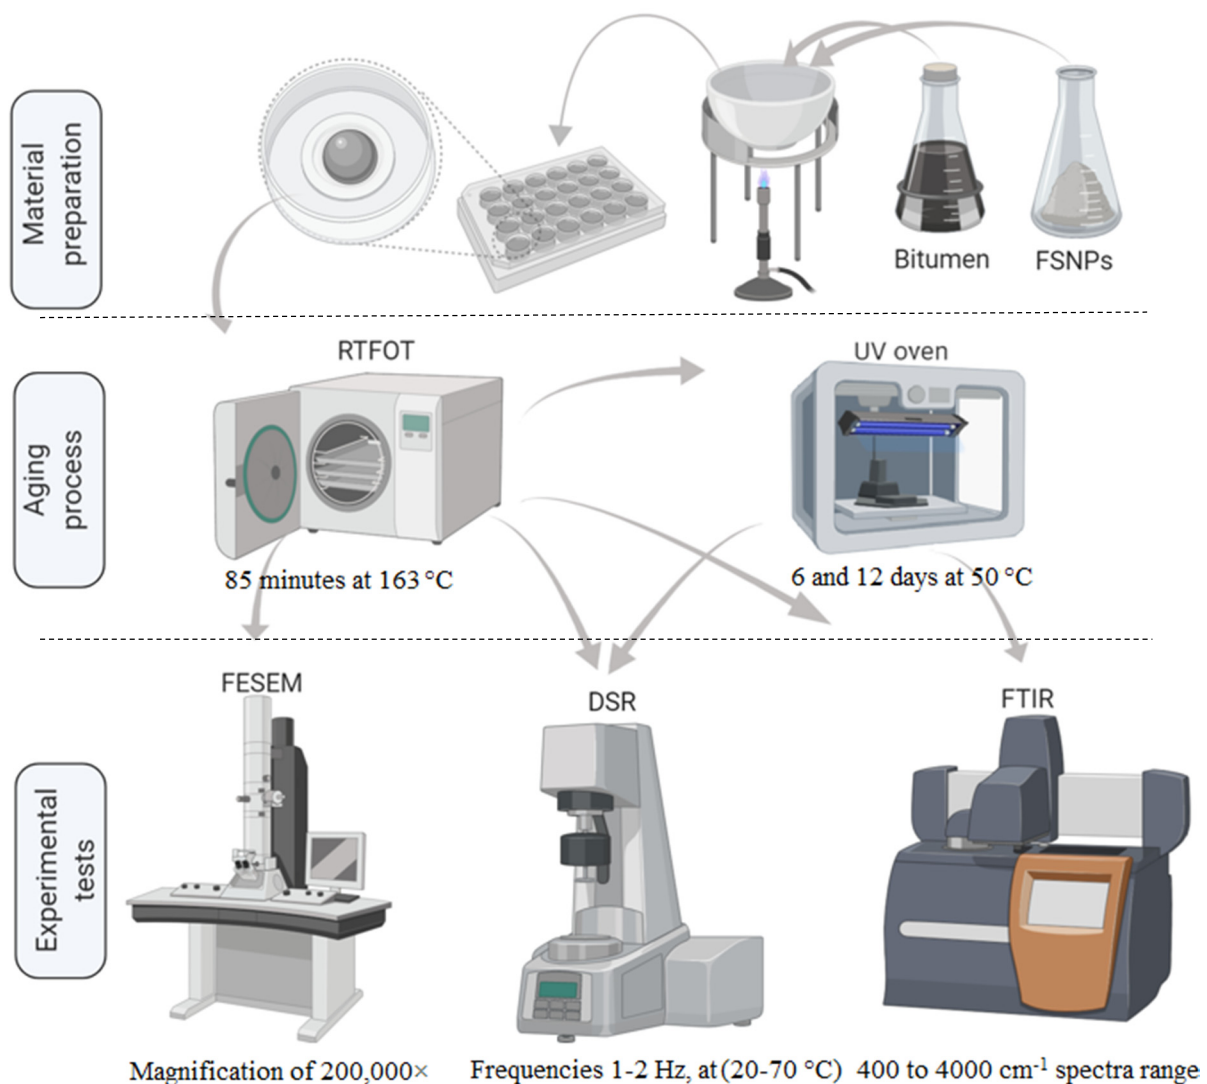 Material
preparation
Bitumen
FSNPs
Aging
process
RTFOT
UV oven
85 minutes at 163 °C
6 and 12 days at 50 °C
Experimental
tests
FESEM
DSR
FTIR
Magnification of 200,000×
Frequencies 1-2 Hz, at (20-70 °C)
400 to 4000 cm⁻¹ spectra range